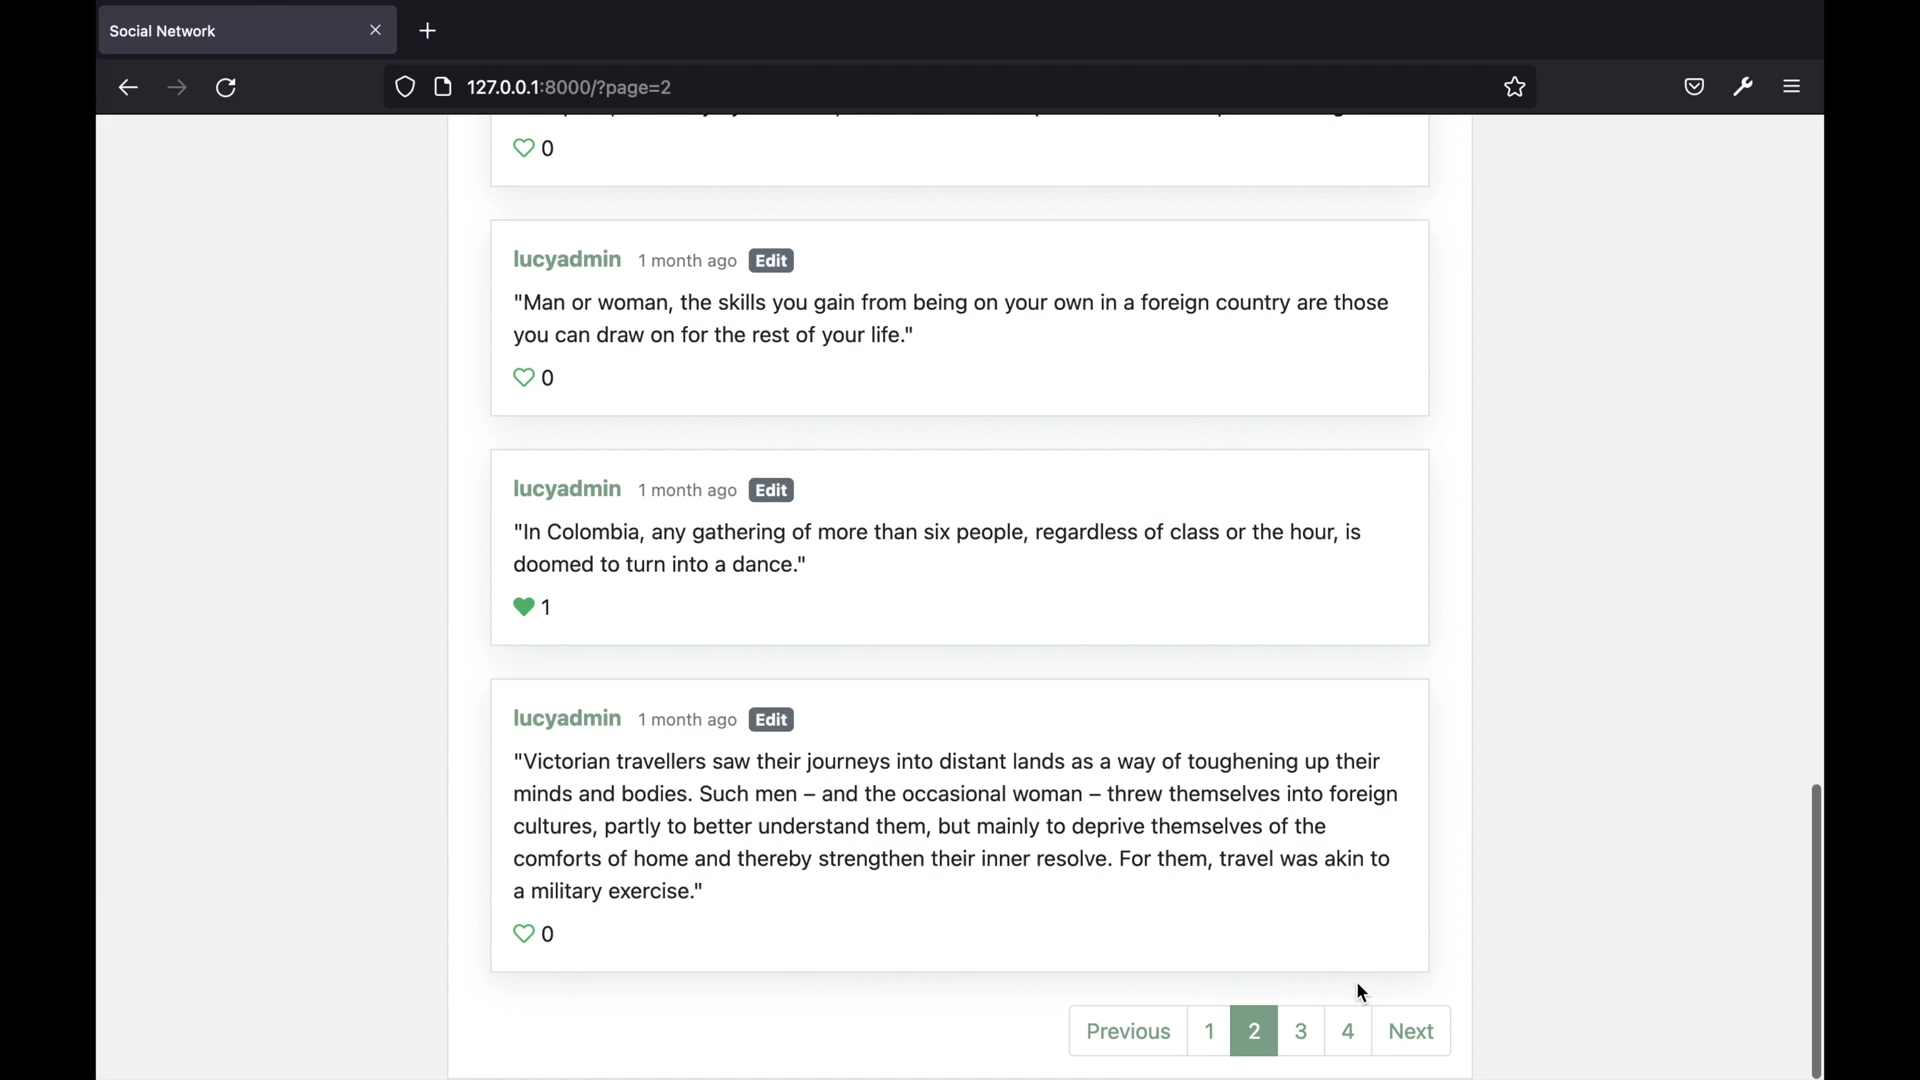 Social Network
127.0.0.1:8000/?page=2
0
lucyadmin 1 month ago Edit
"Man or woman, the skills you gain from being on your own in a foreign country are those
you can draw on for the rest of your life."
0
lucyadmin 1 month ago Edit
"In Colombia, any gathering of more than six people, regardless of class or the hour, is
doomed to turn into a dance."
1
lucyadmin 1 month ago Edit
"Victorian travellers saw their journeys into distant lands as a way of toughening up their
minds and bodies. Such men – and the occasional woman – threw themselves into foreign
cultures, partly to better understand them, but mainly to deprive themselves of the
comforts of home and thereby strengthen their inner resolve. For them, travel was akin to
a military exercise."
0
Previous 1 2 3 4 Next